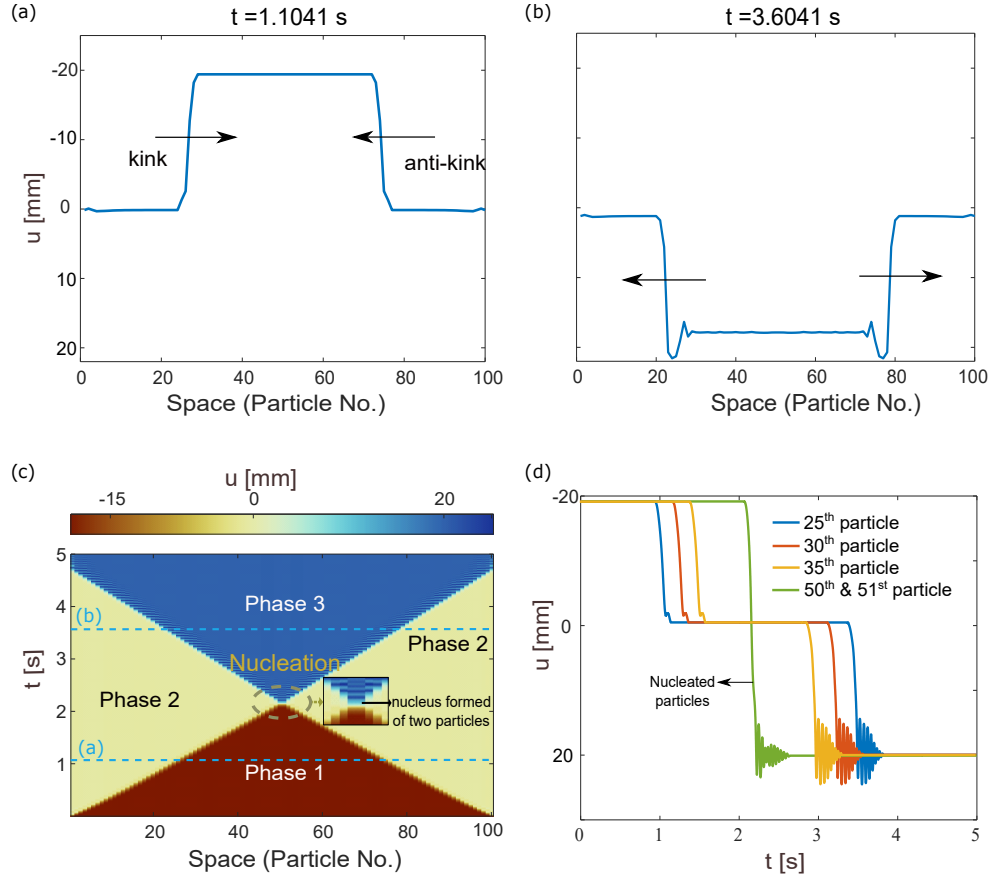 (a)
t =1.1041 s
-20
-10
0
10
20
u [mm]
kink
anti-kink
0 20 40 60 80 100
Space (Particle No.)
(b)
t =3.6041 s
0 20 40 60 80 100
Space (Particle No.)
(c)
u [mm]
-15 0 20
5
4
3
2
1
t [s]
Phase 3
(b)
Phase 2
Nucleation
Phase 2
nucleus formed
of two particles
(a)
Phase 1
20 40 60 80 100
Space (Particle No.)
(d)
-20
0
20
u [mm]
25th particle
30th particle
35th particle
50th & 51st particle
Nucleated
particles
0 1 2 3 4 5
t [s]